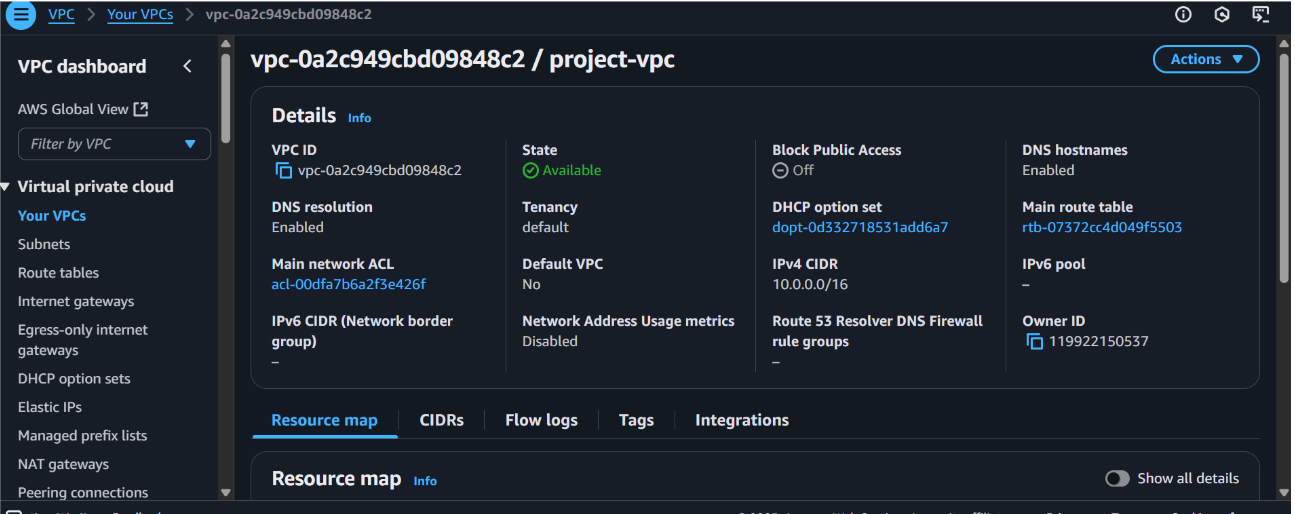 VPC > Your VPCs > vpc-0a2c949cbd09848c2
VPC dashboard
AWS Global View
Filter by VPC
Virtual private cloud
Your VPCs
Subnets
Route tables
Internet gateways
Egress-only internet
gateways
DHCP option sets
Elastic IPs
Managed prefix lists
NAT gateways
Peering connections
vpc-0a2c949cbd09848c2 / project-vpc
Actions
Details Info
VPC ID
vpc-0a2c949cbd09848c2
State
Available
Block Public Access
Off
DNS hostnames
Enabled
DNS resolution
Enabled
Tenancy
default
DHCP option set
dopt-0d332718531add6a7
Main route table
rtb-07372cc4d049f5503
Main network ACL
acl-00dfa7b6a2f3e426f
Default VPC
No
IPv4 CIDR
10.0.0.0/16
IPv6 pool
–
IPv6 CIDR (Network border
group)
–
Network Address Usage metrics
Disabled
Route 53 Resolver DNS Firewall
rule groups
–
Owner ID
119922150537
Resource map
CIDRs
Flow logs
Tags
Integrations
Resource map Info
Show all details